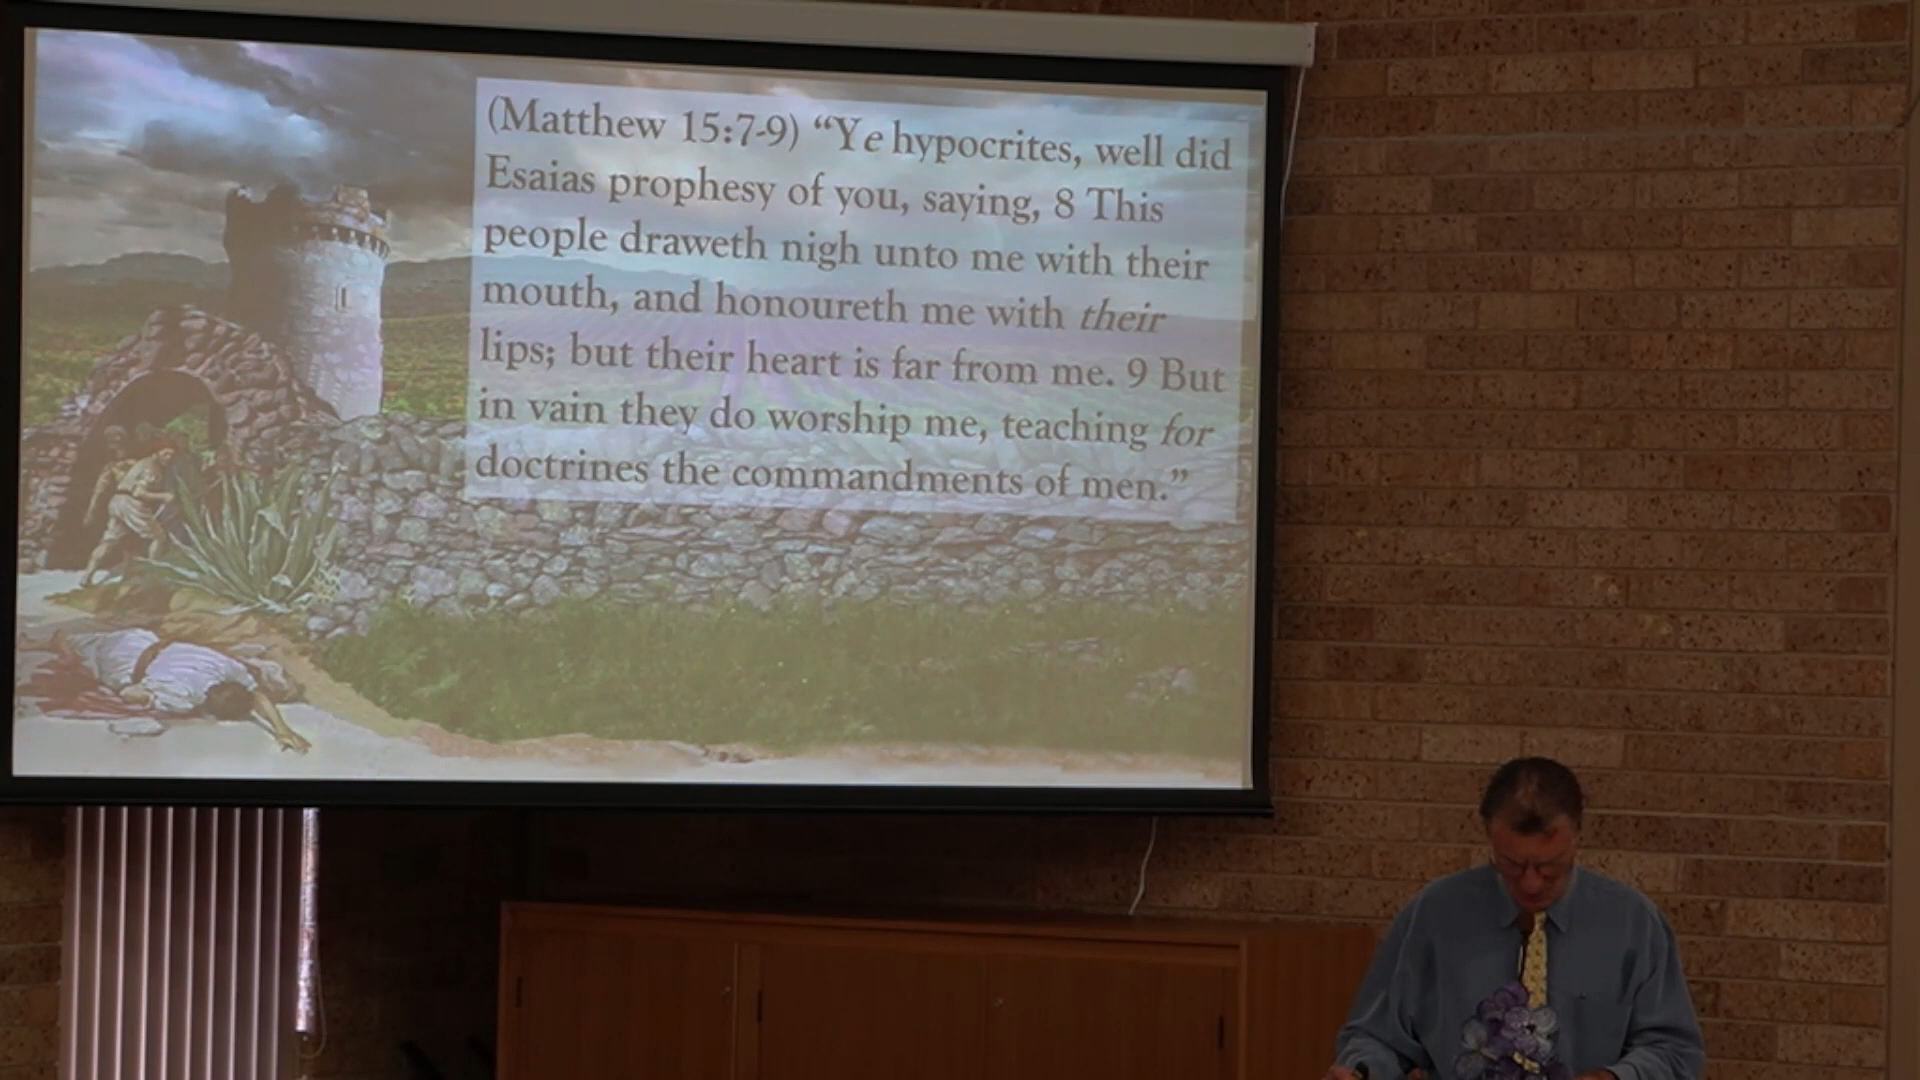 (Matthew 15:7-9) “Ye hypocrites, well did
Esaias prophesy of you, saying, 8 This
people draweth nigh unto me with their
mouth, and honoureth me with their
lips; but their heart is far from me. 9 But
in vain they do worship me, teaching for
doctrines the commandments of men.”